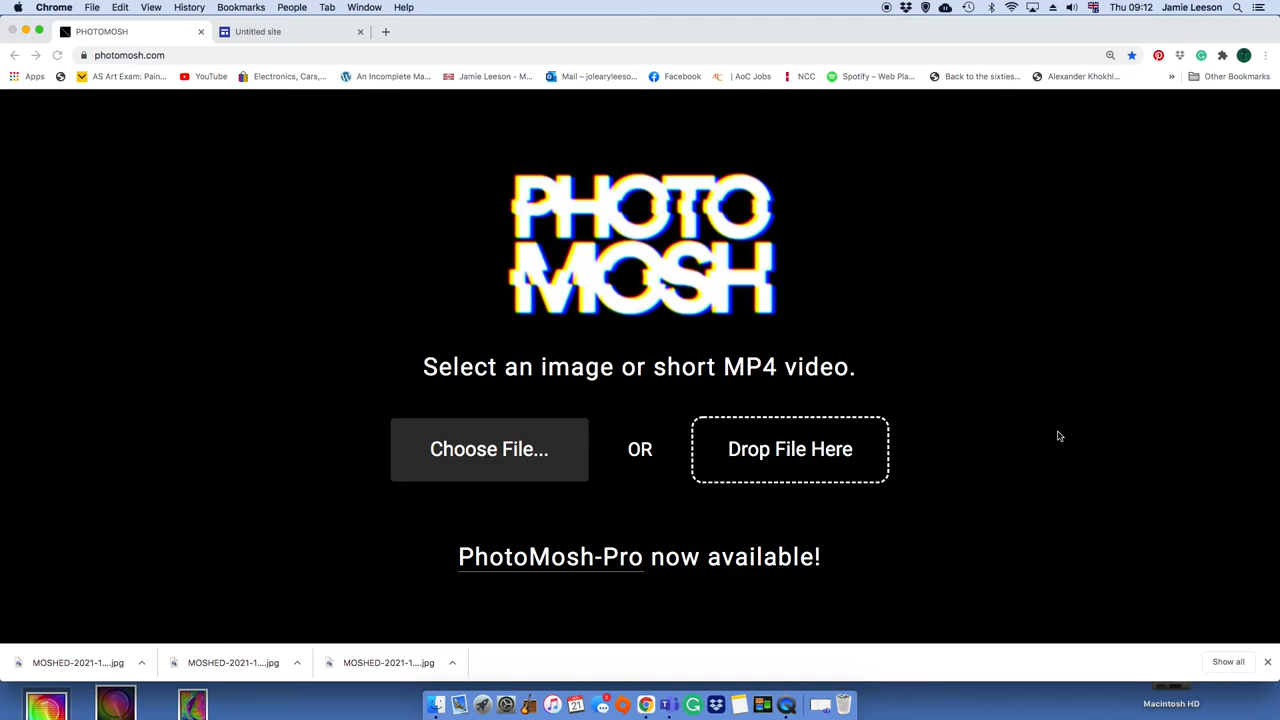 Chrome File Edit View History Bookmarks People Tab Window Help Thu 09:12 Jamie Leeson
PHOTOMOSH Untitled site
photomosh.com
Apps AS Art Exam: Pain... YouTube Electronics, Cars,... An Incomplete Ma... Jamie Leeson - M... Mail – jolearyleeso... Facebook | AoC Jobs NCC Spotify – Web Pla... Back to the sixties... Alexander Khokhl... » Other Bookmarks
PHOTO
MOSH
Select an image or short MP4 video.
Choose File... OR Drop File Here
PhotoMosh-Pro now available!
MOSHED-2021-1....jpg MOSHED-2021-1....jpg MOSHED-2021-1....jpg Show all
Macintosh HD